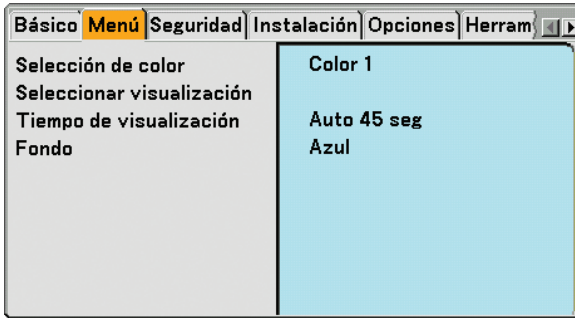 Básico Menú Seguridad Instalación Opciones Herram
Selección de color Color 1
Seleccionar visualización
Tiempo de visualización Auto 45 seg
Fondo Azul